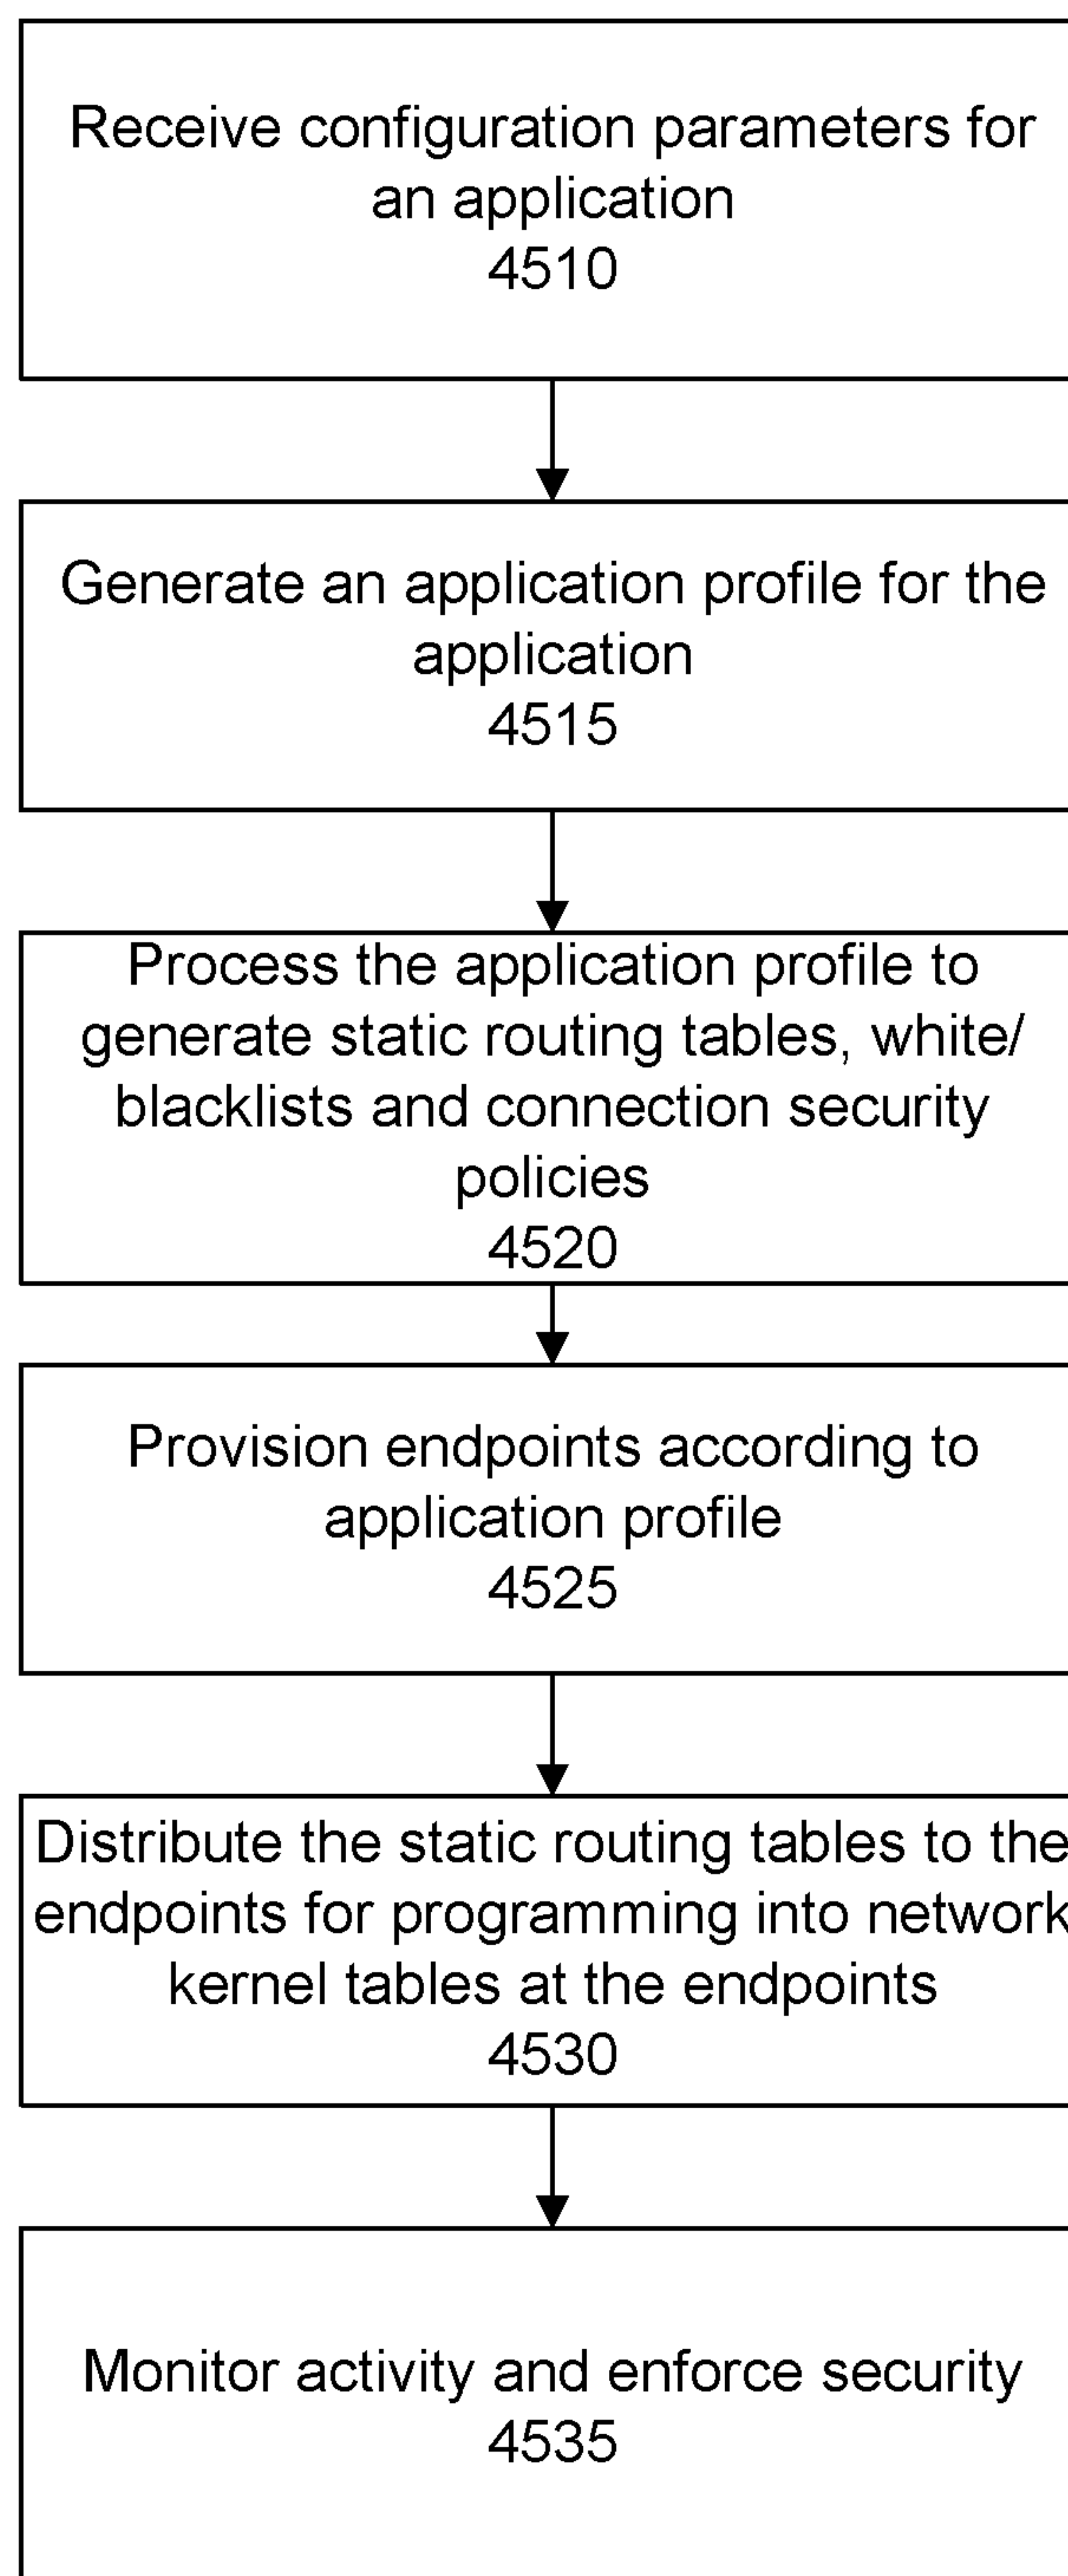 Receive configuration parameters for
an application
4510
Generate an application profile for the
application
4515
Process the application profile to
generate static routing tables, white/
blacklists and connection security
policies
4520
Provision endpoints according to
application profile
4525
Distribute the static routing tables to the
endpoints for programming into network
kernel tables at the endpoints
4530
Monitor activity and enforce security
4535